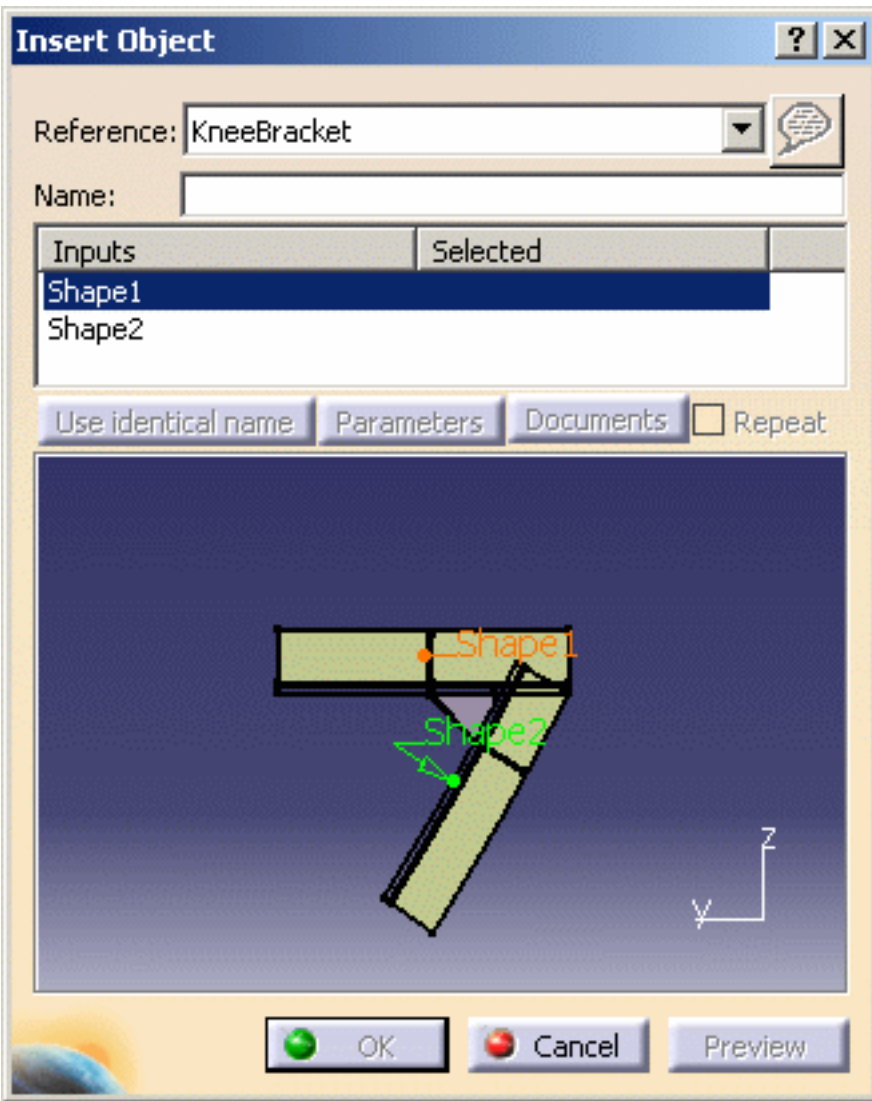 Insert Object
Reference: KneeBracket
Name:
Inputs Selected
Shape1
Shape2
Use identical name Parameters Documents Repeat
Shape1
Shape2
z
y
OK Cancel Preview